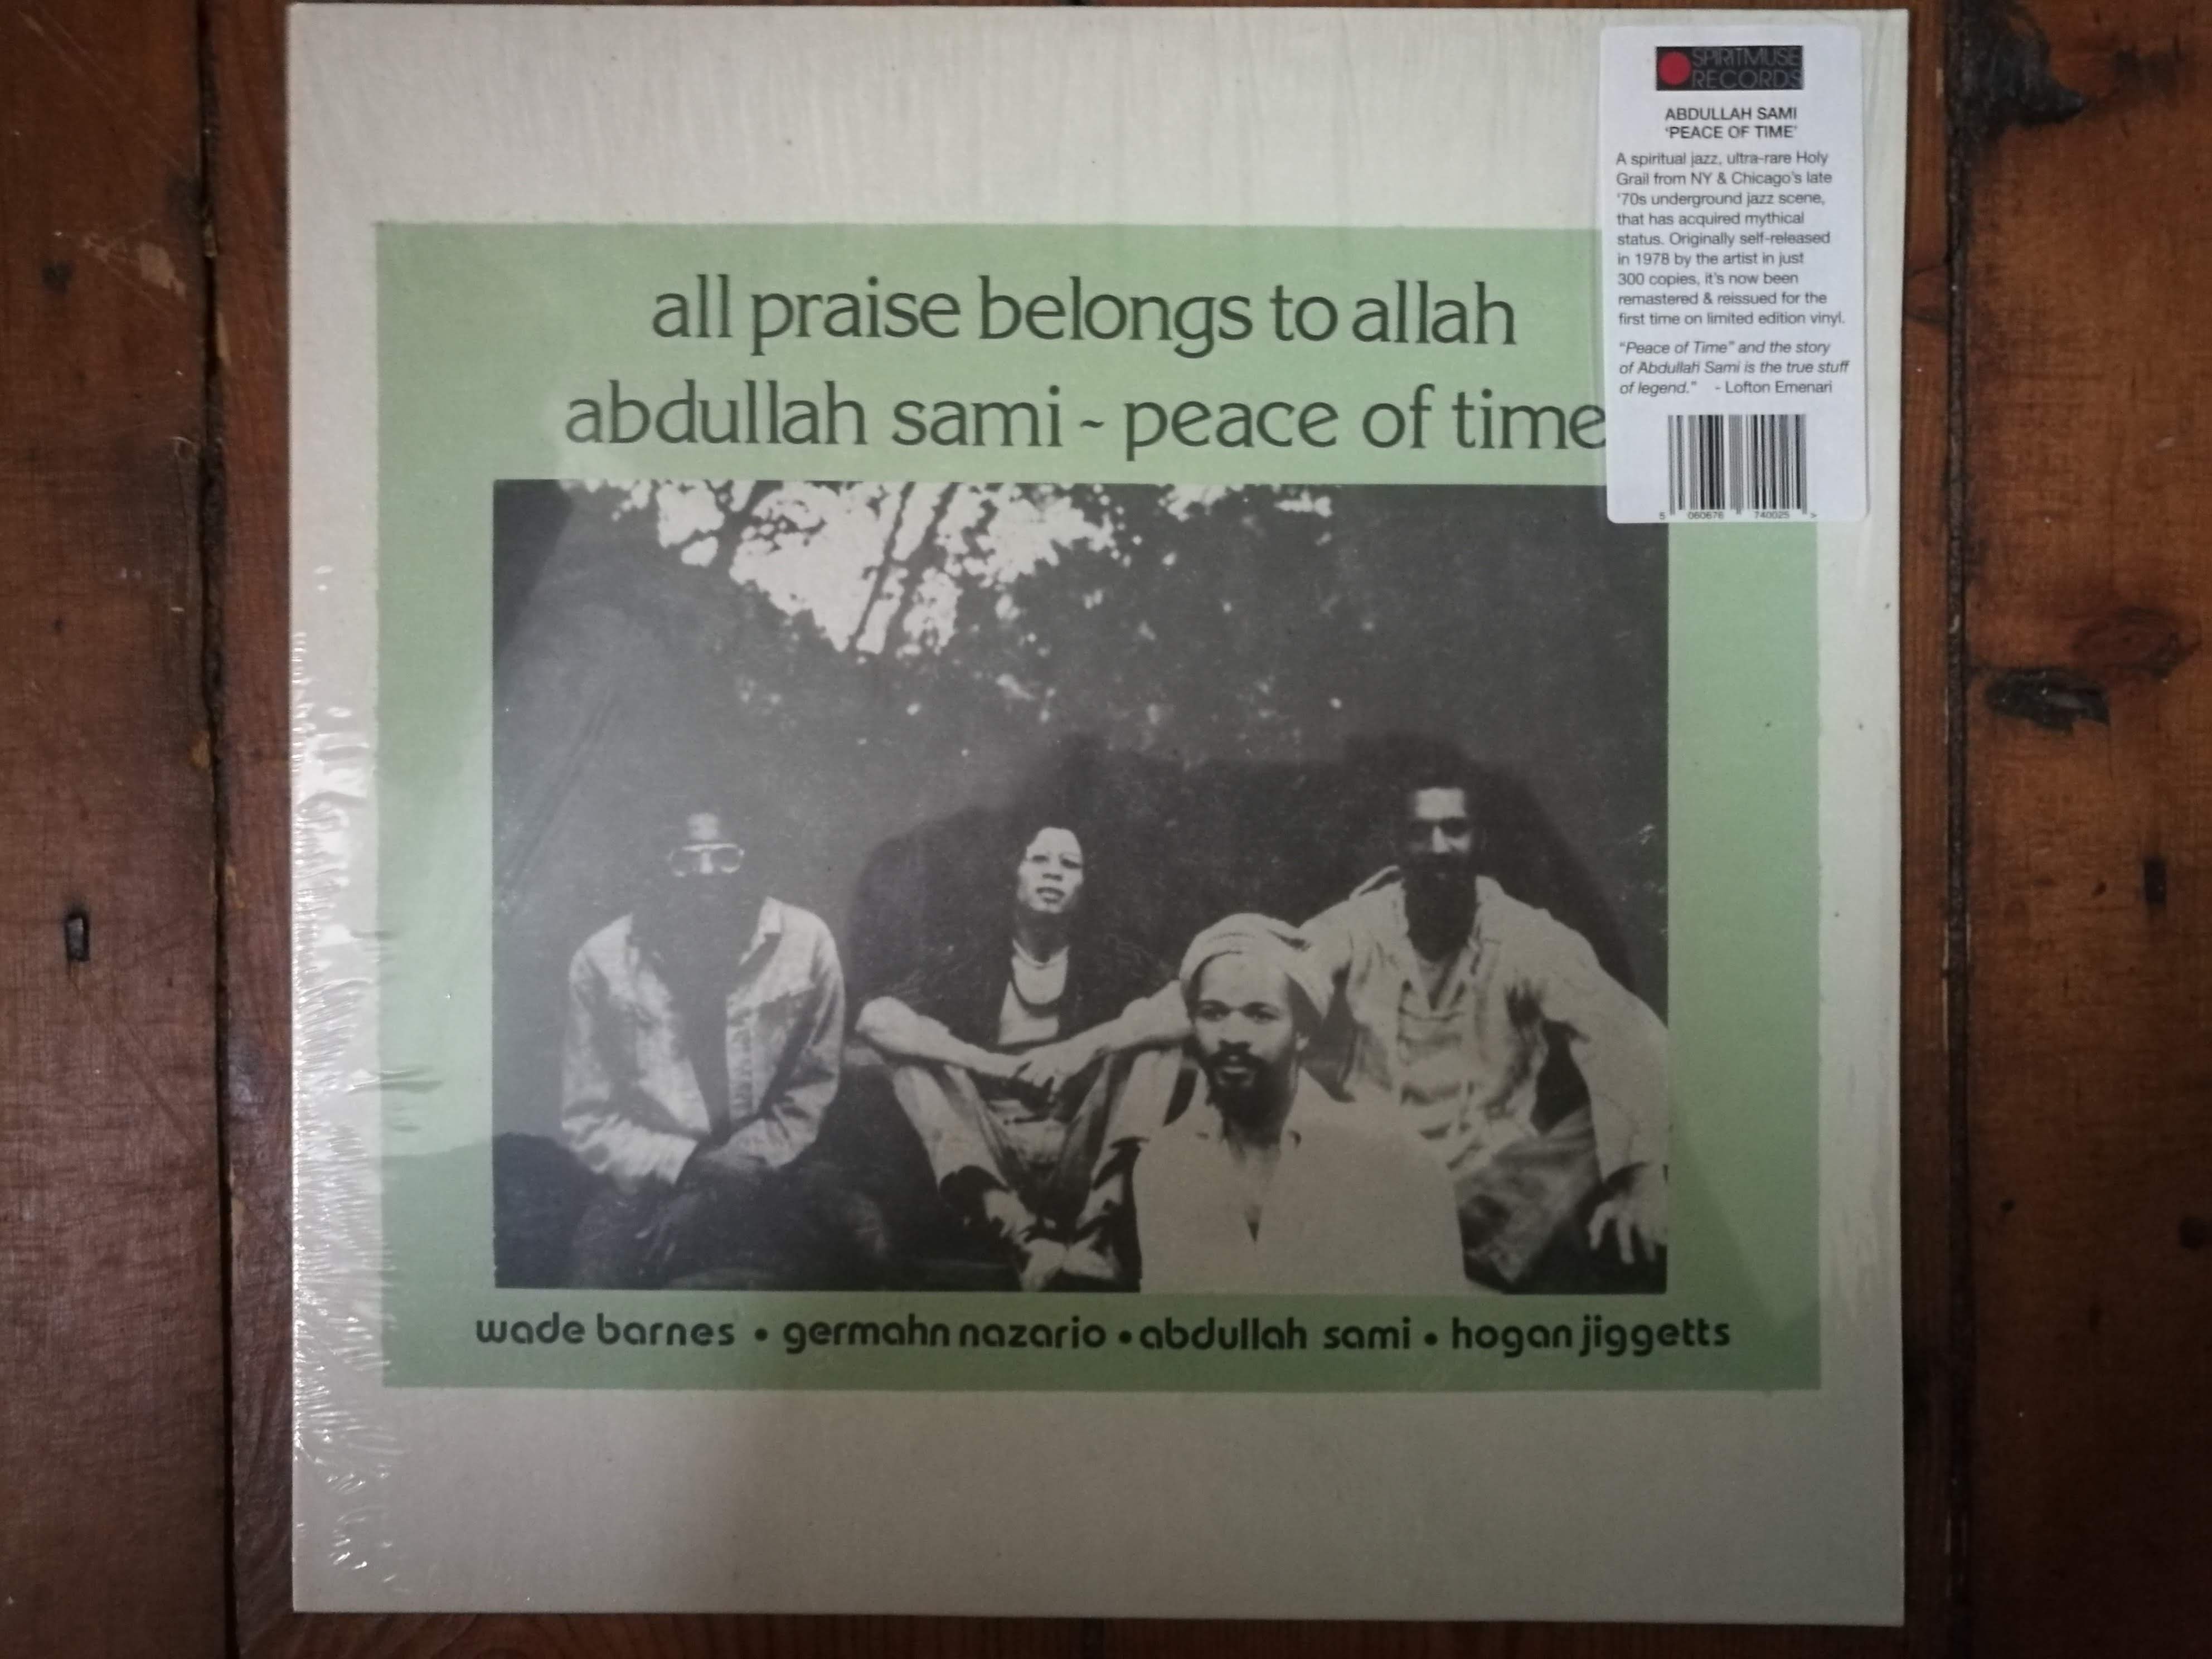 SPIRITMUSE
RECORDS
ABDULLAH SAMI
'PEACE OF TIME'
A spiritual jazz, ultra-rare Holy
Grail from NY & Chicago's late
'70s underground jazz scene,
that has acquired mythical
status. Originally self-released
in 1978 by the artist in just
300 copies, it's now been
remastered & reissued for the
first time on limited edition vinyl.
"Peace of Time" and the story
of Abdullah Sami is the true stuff
of legend." - Lofton Emenari
5 060676 740025 >
all praise belongs to allah
abdullah sami ~ peace of time
wade barnes • germahn nazario • abdullah sami • hogan jiggetts